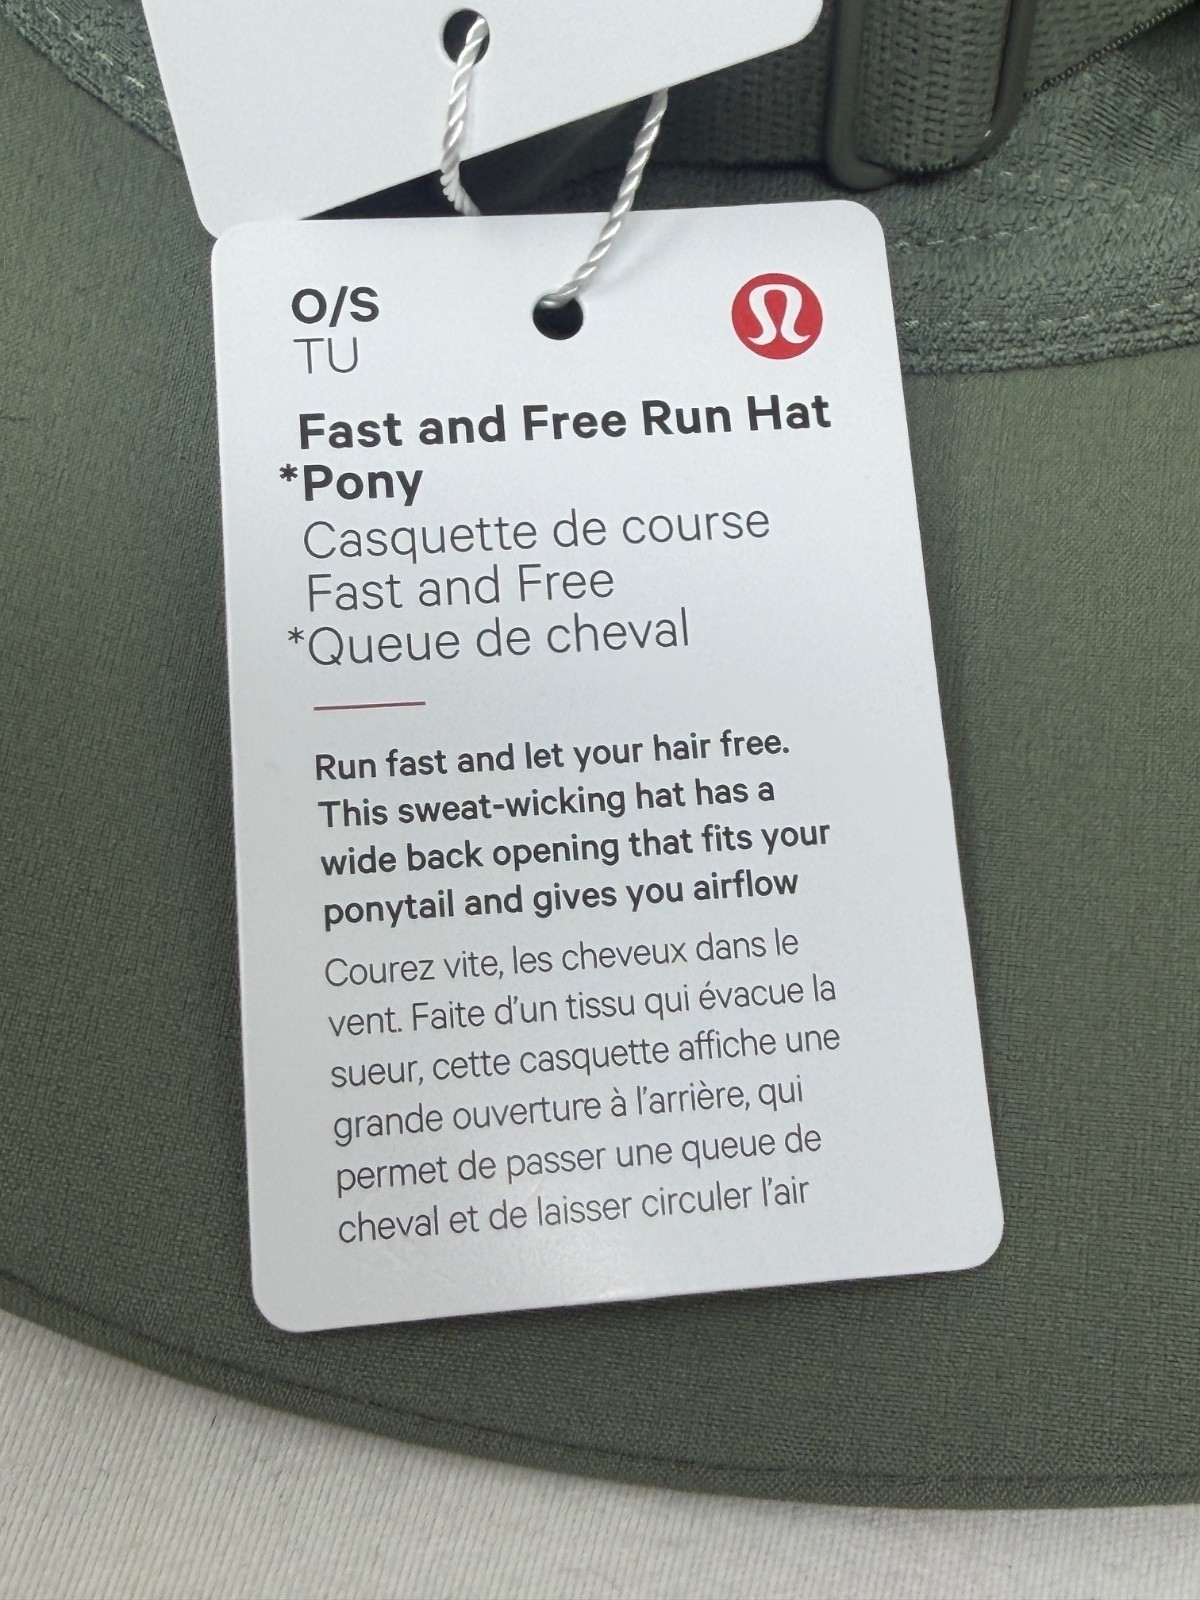 O/S
TU
Fast and Free Run Hat
*Pony
Casquette de course
Fast and Free
*Queue de cheval
Run fast and let your hair free.
This sweat-wicking hat has a
wide back opening that fits your
ponytail and gives you airflow
Courez vite, les cheveux dans le
vent. Faite d'un tissu qui évacue la
sueur, cette casquette affiche une
grande ouverture à l'arrière, qui
permet de passer une queue de
cheval et de laisser circuler l'air